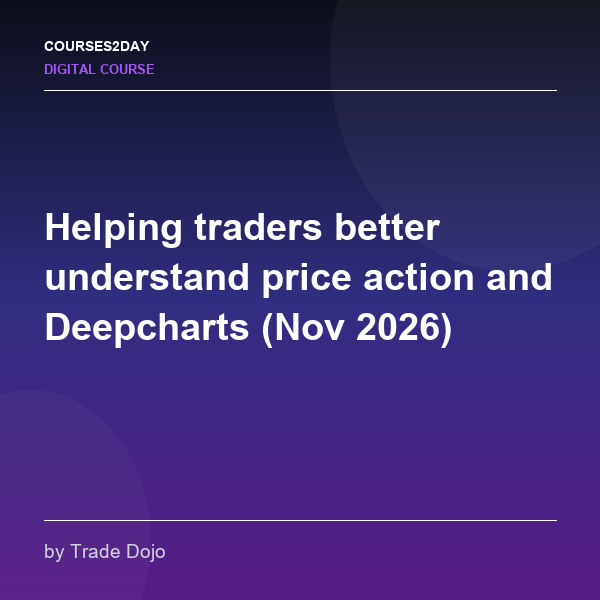 COURSES2DAY
DIGITAL COURSE
Helping traders better
understand price action and
Deepcharts (Nov 2026)
by Trade Dojo